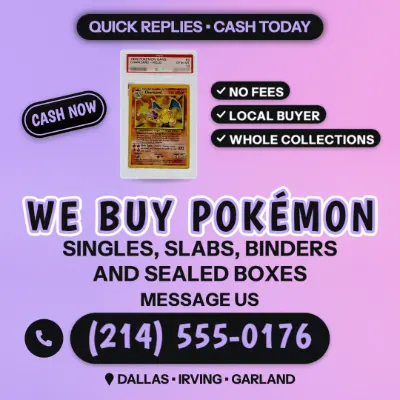 QUICK REPLIES • CASH TODAY
CASH NOW
NO FEES
LOCAL BUYER
WHOLE COLLECTIONS
WE BUY POKÉMON
SINGLES, SLABS, BINDERS
AND SEALED BOXES
MESSAGE US
(214) 555-0176
DALLAS • IRVING • GARLAND